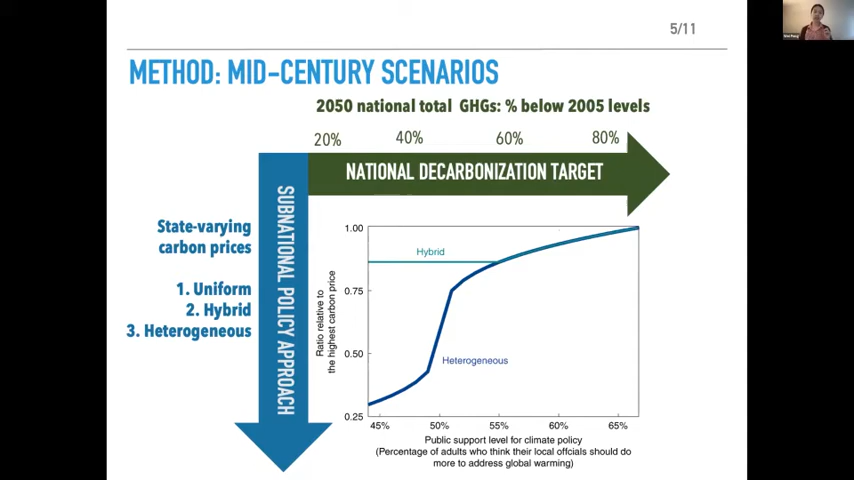 5/11
METHOD: MID-CENTURY SCENARIOS
2050 national total GHGs: % below 2005 levels
20% 40% 60% 80%
NATIONAL DECARBONIZATION TARGET
SUBNATIONAL POLICY APPROACH
State-varying
carbon prices
1. Uniform
2. Hybrid
3. Heterogeneous
1.00
0.75
0.50
0.25
Ratio relative to
the highest carbon price
Hybrid
Heterogeneous
45% 50% 55% 60% 65%
Public support level for climate policy
(Percentage of adults who think their local offcials should do
more to address global warming)